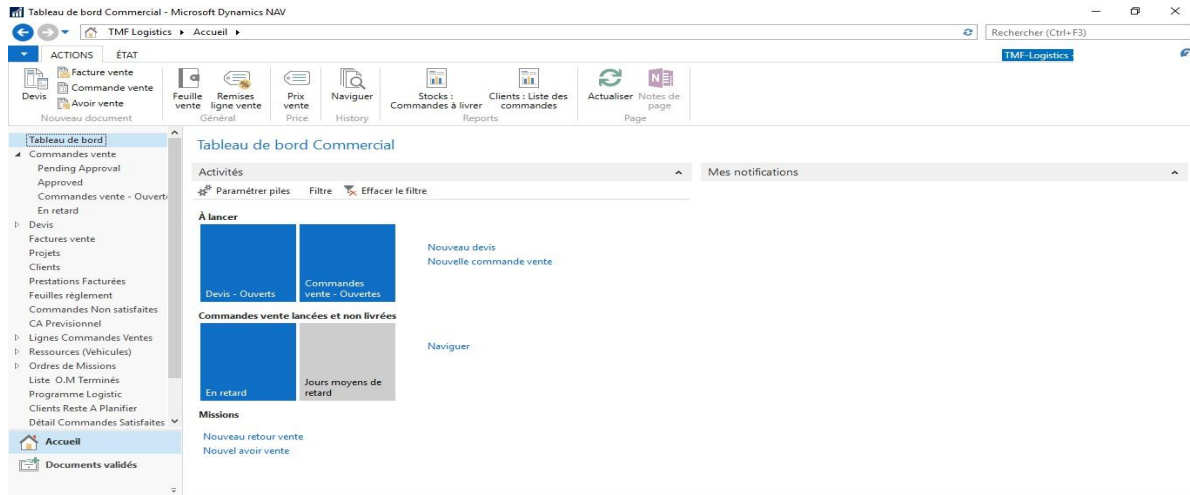 Tableau de bord Commercial - Microsoft Dynamics NAV
TMF Logistics ▸ Accueil ▸
Rechercher (Ctrl+F3)
ACTIONS ÉTAT
TMF-Logistics -
Devis
Facture vente
Commande vente
Avoir vente
Nouveau document
Feuille vente
Remises ligne vente
Général
Prix vente
Price
Naviguer
History
Stocks : Commandes à livrer
Clients : Liste des commandes
Reports
Actualiser
Notes de page
Page
Tableau de bord
Commandes vente
Pending Approval
Approved
Commandes vente - Ouvert
En retard
Devis
Factures vente
Projets
Clients
Prestations Facturées
Feuilles règlement
Commandes Non satisfaites
CA Previsionnel
Lignes Commandes Ventes
Ressources (Vehicules)
Ordres de Missions
Liste O.M Terminés
Programme Logistic
Clients Reste A Planifier
Détail Commandes Satisfaites
Accueil
Documents validés
Tableau de bord Commercial
Activités
Paramétrer piles Filtre Effacer le filtre
À lancer
Devis - Ouverts
Commandes
vente - Ouvertes
Nouveau devis
Nouvelle commande vente
Commandes vente lancées et non livrées
En retard
Jours moyens de
retard
Naviguer
Missions
Nouveau retour vente
Nouvel avoir vente
Mes notifications